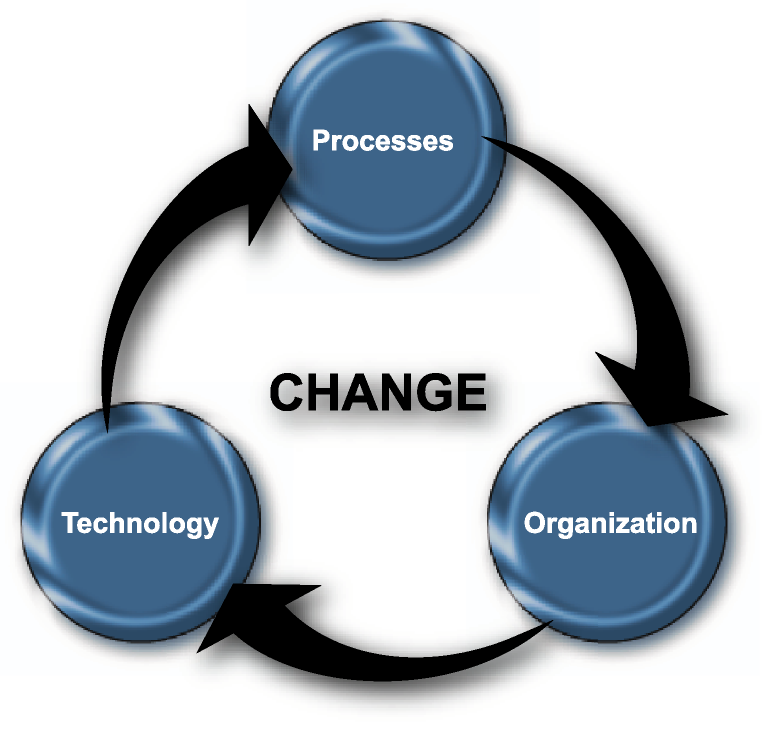 Processes
CHANGE
Technology
Organization